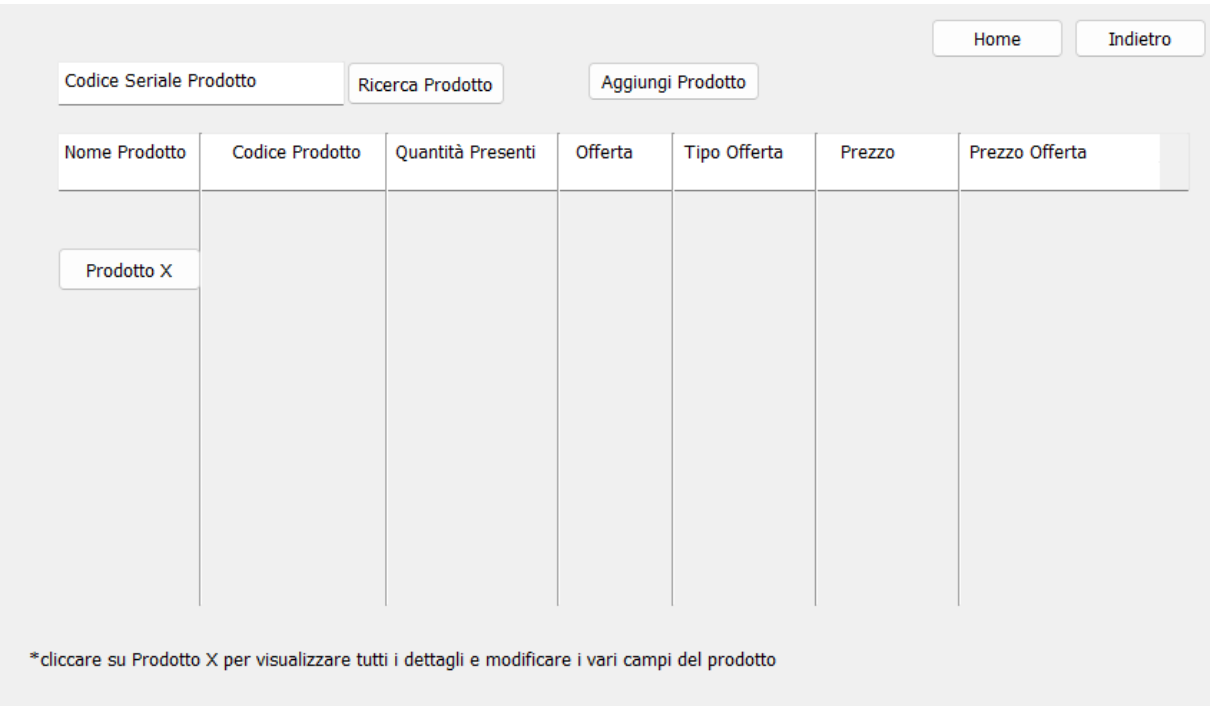 Home Indietro
Codice Seriale Prodotto Ricerca Prodotto Aggiungi Prodotto
Nome Prodotto Codice Prodotto Quantità Presenti Offerta Tipo Offerta Prezzo Prezzo Offerta
Prodotto X
*cliccare su Prodotto X per visualizzare tutti i dettagli e modificare i vari campi del prodotto